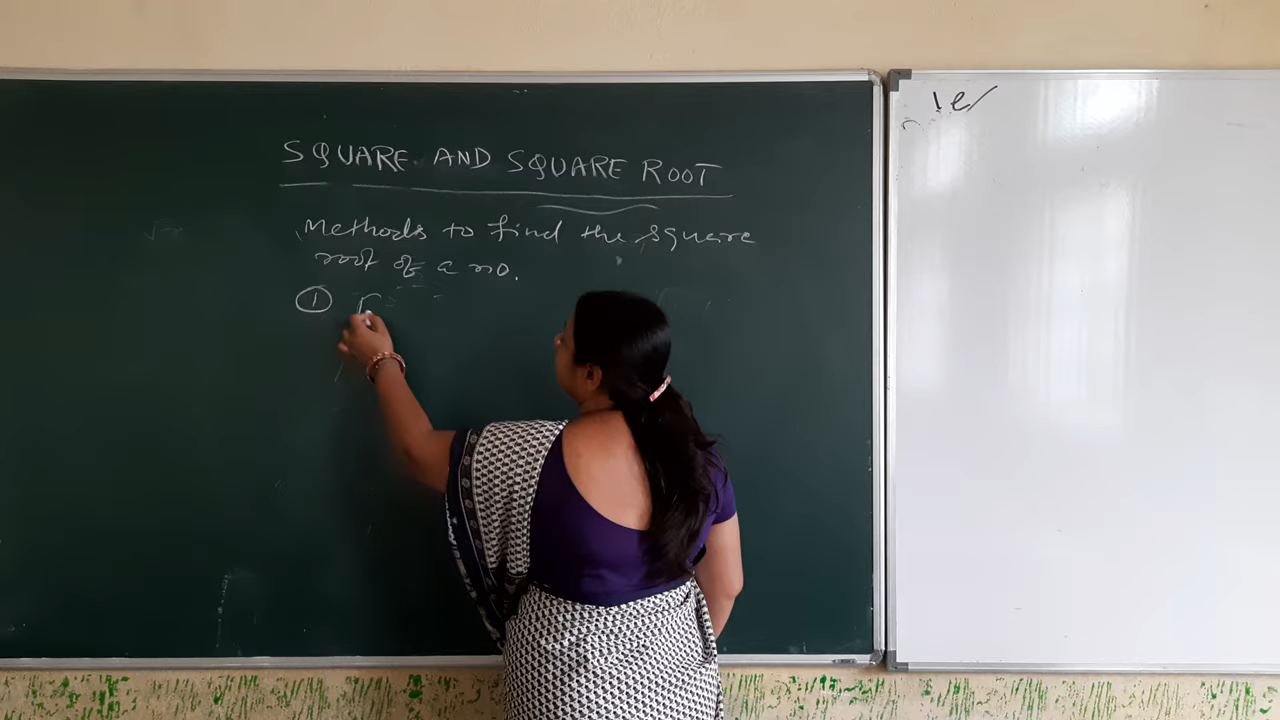 SQUARE AND SQUARE ROOT
Methods to find the square
root of a no.
①